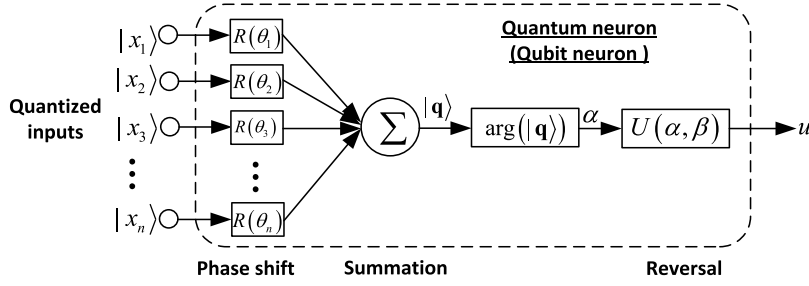 Quantum neuron
(Qubit neuron )
Quantized
inputs
|x₁⟩
R(θ₁)
|x₂⟩
R(θ₂)
|x₃⟩
R(θ₃)
⋮
⋮
|xₙ⟩
R(θₙ)
∑
|q⟩
arg(|q⟩)
α
U(α,β)
u
Phase shift
Summation
Reversal